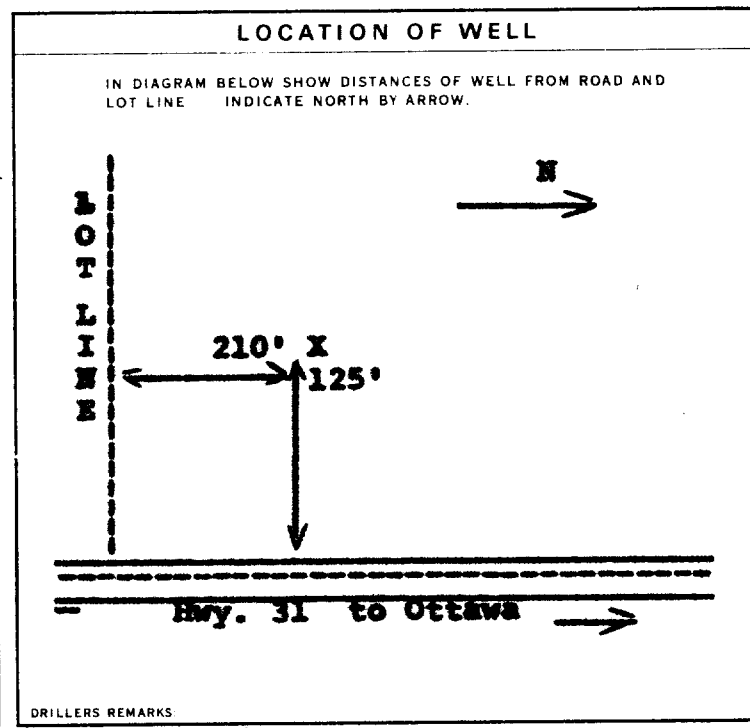 LOCATION OF WELL
IN DIAGRAM BELOW SHOW DISTANCES OF WELL FROM ROAD AND
LOT LINE INDICATE NORTH BY ARROW.
N
LOT LINE
210' X
125'
Hwy. 31 to Ottawa
DRILLERS REMARKS: